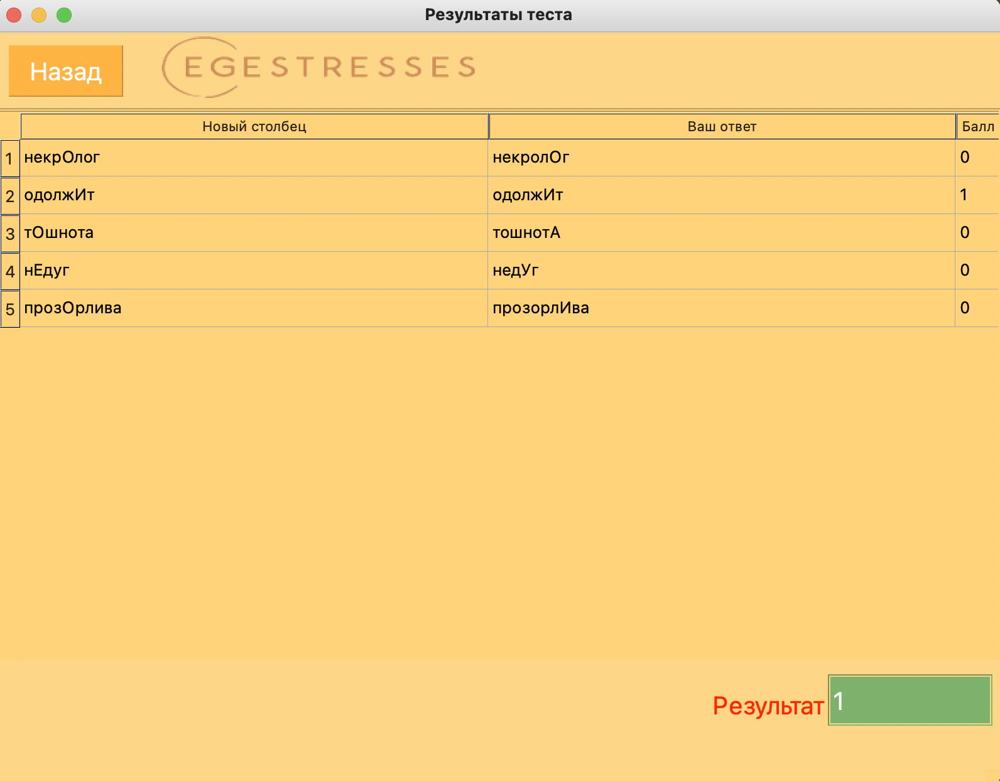 Результаты теста
Назад
EGESTRESSES
Новый столбец Ваш ответ Балл
1 некрОлог некролОг 0
2 одолжИт одолжИт 1
3 тОшнота тошнотА 0
4 нЕдуг недУг 0
5 прозОрлива прозорлИва 0
Результат 1